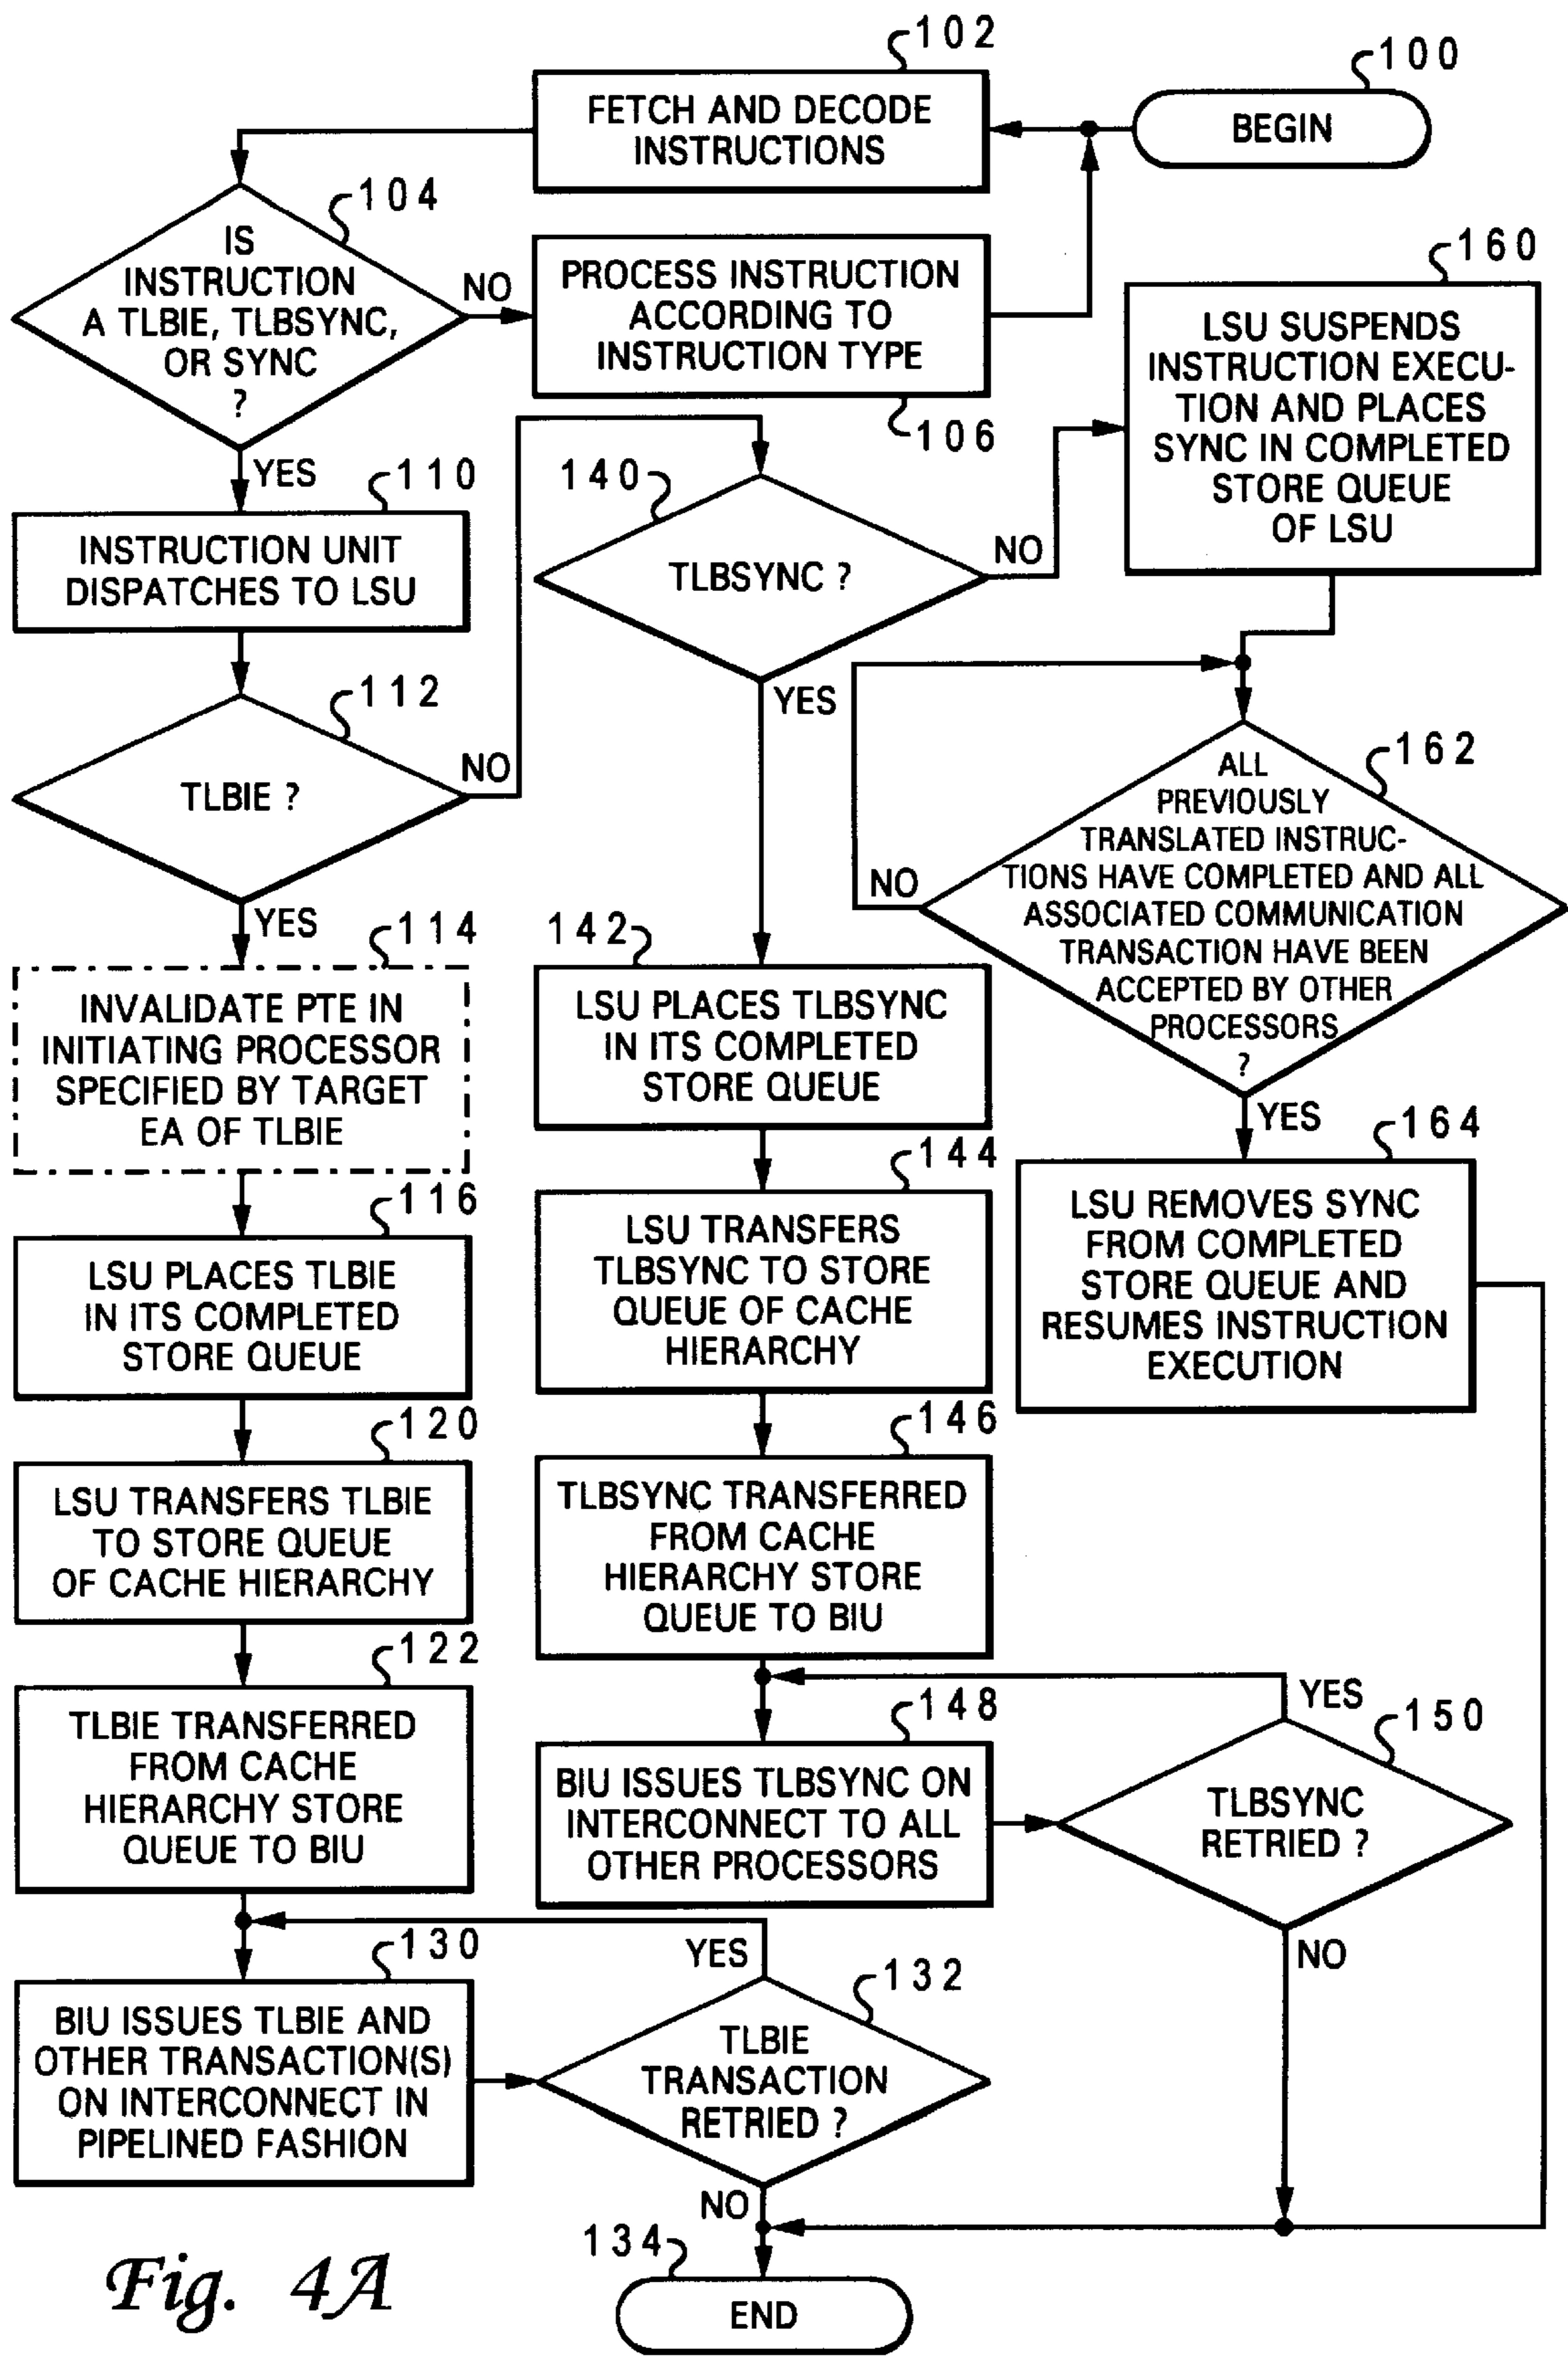 102
100
FETCH AND DECODE
INSTRUCTIONS
BEGIN
104
IS
INSTRUCTION
A TLBIE, TLBSYNC,
OR SYNC
?
NO
PROCESS INSTRUCTION
ACCORDING TO
INSTRUCTION TYPE
106
160
LSU SUSPENDS
INSTRUCTION EXECU-
TION AND PLACES
SYNC IN COMPLETED
STORE QUEUE
OF LSU
YES
110
INSTRUCTION UNIT
DISPATCHES TO LSU
140
TLBSYNC ?
NO
YES
112
TLBIE ?
NO
YES
162
ALL
PREVIOUSLY
TRANSLATED INSTRUC-
TIONS HAVE COMPLETED AND ALL
ASSOCIATED COMMUNICATION
TRANSACTION HAVE BEEN
ACCEPTED BY OTHER
PROCESSORS
?
NO
YES
114
INVALIDATE PTE IN
INITIATING PROCESSOR
SPECIFIED BY TARGET
EA OF TLBIE
142
LSU PLACES TLBSYNC
IN ITS COMPLETED
STORE QUEUE
164
LSU REMOVES SYNC
FROM COMPLETED
STORE QUEUE AND
RESUMES INSTRUCTION
EXECUTION
116
LSU PLACES TLBIE
IN ITS COMPLETED
STORE QUEUE
144
LSU TRANSFERS
TLBSYNC TO STORE
QUEUE OF CACHE
HIERARCHY
120
LSU TRANSFERS TLBIE
TO STORE QUEUE
OF CACHE HIERARCHY
146
TLBSYNC TRANSFERRED
FROM CACHE
HIERARCHY STORE
QUEUE TO BIU
122
TLBIE TRANSFERRED
FROM CACHE
HIERARCHY STORE
QUEUE TO BIU
148
BIU ISSUES TLBSYNC ON
INTERCONNECT TO ALL
OTHER PROCESSORS
YES
150
TLBSYNC
RETRIED ?
NO
130
BIU ISSUES TLBIE AND
OTHER TRANSACTION(S)
ON INTERCONNECT IN
PIPELINED FASHION
YES
132
TLBIE
TRANSACTION
RETRIED ?
NO
134
END
Fig. 4A